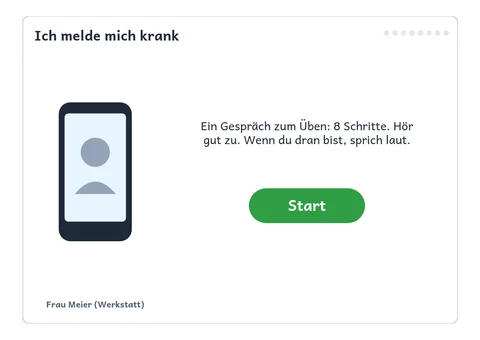 Ich melde mich krank
Ein Gespräch zum Üben: 8 Schritte. Hör
gut zu. Wenn du dran bist, sprich laut.
Start
Frau Meier (Werkstatt)